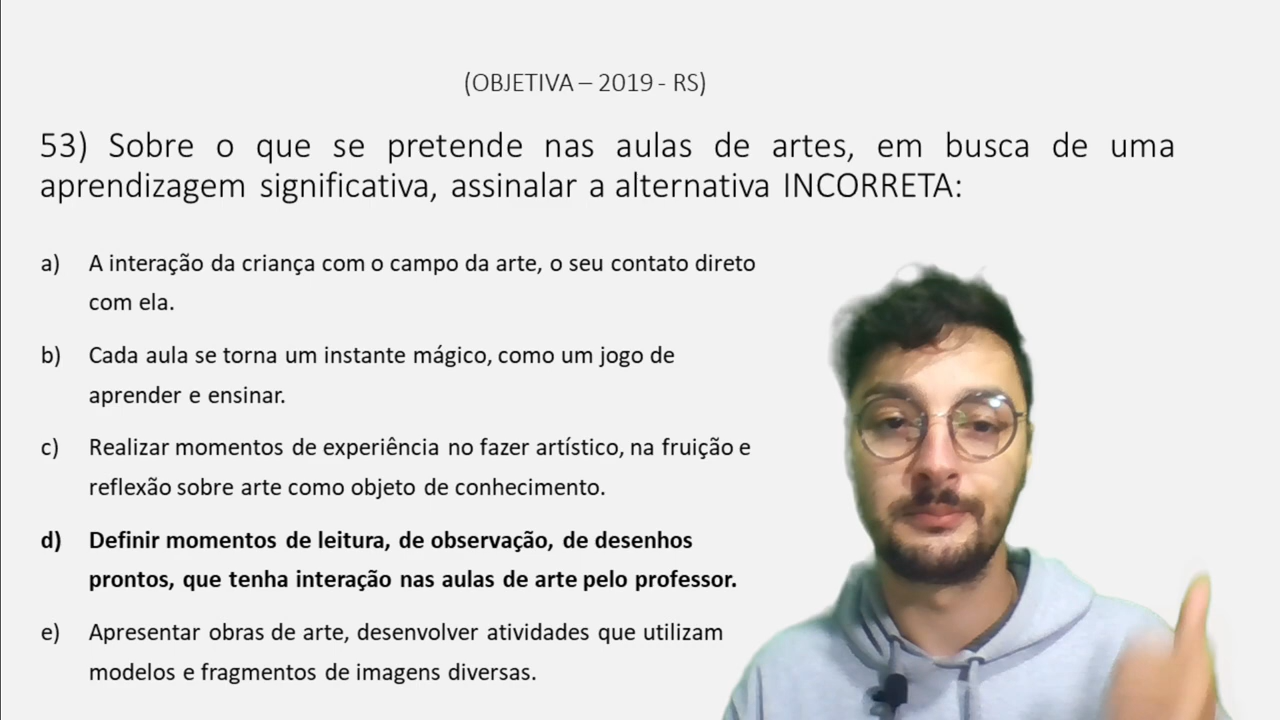 (OBJETIVA – 2019 - RS)
53) Sobre o que se pretende nas aulas de artes, em busca de uma
aprendizagem significativa, assinalar a alternativa INCORRETA:
a) A interação da criança com o campo da arte, o seu contato direto
com ela.
b) Cada aula se torna um instante mágico, como um jogo de
aprender e ensinar.
c) Realizar momentos de experiência no fazer artístico, na fruição e
reflexão sobre arte como objeto de conhecimento.
d) Definir momentos de leitura, de observação, de desenhos
prontos, que tenha interação nas aulas de arte pelo professor.
e) Apresentar obras de arte, desenvolver atividades que utilizam
modelos e fragmentos de imagens diversas.